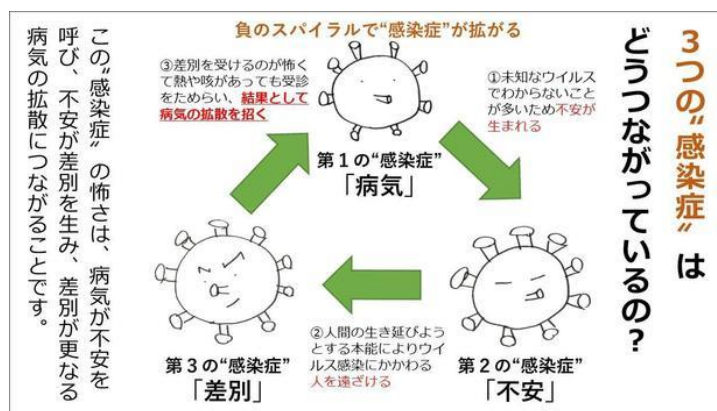 3つの“感染症”は
どうつながっているの?
負のスパイラルで“感染症”が拡がる
第1の“感染症”
「病気」
①未知なウイルス
でわからないこと
が多いため不安が
生まれる
第2の“感染症”
「不安」
②人間の生き延びよう
とする本能によりウイ
ルス感染にかかわる
人を遠ざける
第3の“感染症”
「差別」
③差別を受けるのが怖く
て熱や咳があっても受診
をためらい、結果として
病気の拡散を招く
この“感染症”の怖さは、病気が不安を
呼び、不安が差別を生み、差別が更なる
病気の拡散につながることです。